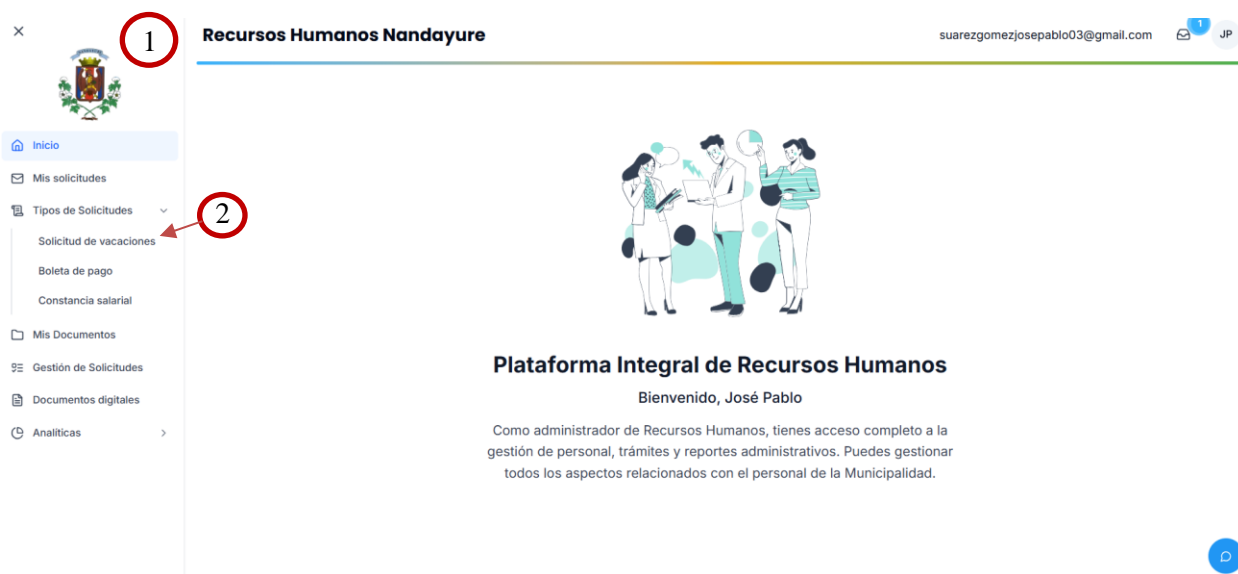 1
Recursos Humanos Nandayure
suarezgomezjosepablo03@gmail.com
1
JP
Inicio
Mis solicitudes
Tipos de Solicitudes
2
Solicitud de vacaciones
Boleta de pago
Constancia salarial
Mis Documentos
Gestión de Solicitudes
Documentos digitales
Analíticas
Plataforma Integral de Recursos Humanos
Bienvenido, José Pablo
Como administrador de Recursos Humanos, tienes acceso completo a la
gestión de personal, trámites y reportes administrativos. Puedes gestionar
todos los aspectos relacionados con el personal de la Municipalidad.